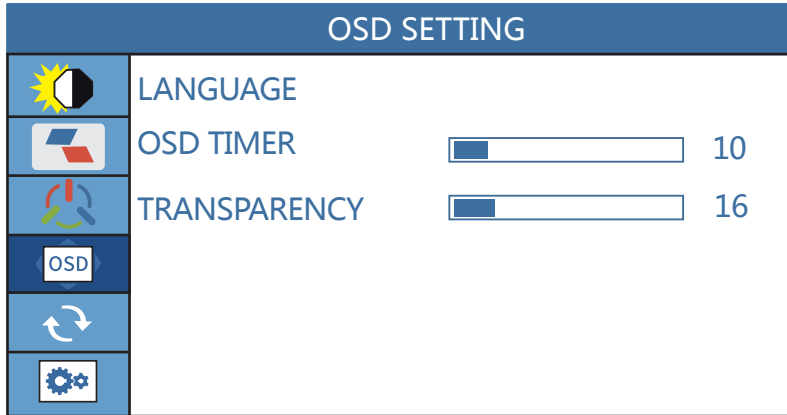 OSD SETTING
LANGUAGE
OSD TIMER 10
TRANSPARENCY 16
OSD